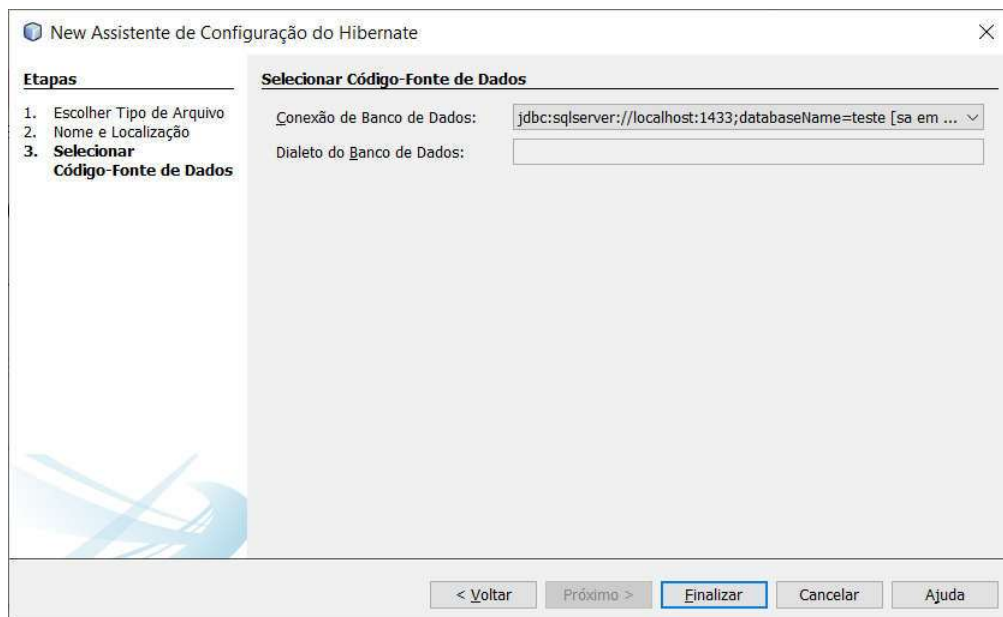 New Assistente de Configuração do Hibernate
Etapas
1. Escolher Tipo de Arquivo
2. Nome e Localização
3. Selecionar
Código-Fonte de Dados
Selecionar Código-Fonte de Dados
Conexão de Banco de Dados: jdbc:sqlserver://localhost:1433;databaseName=teste [sa em ...
Dialeto do Banco de Dados:
< Voltar Próximo > Finalizar Cancelar Ajuda